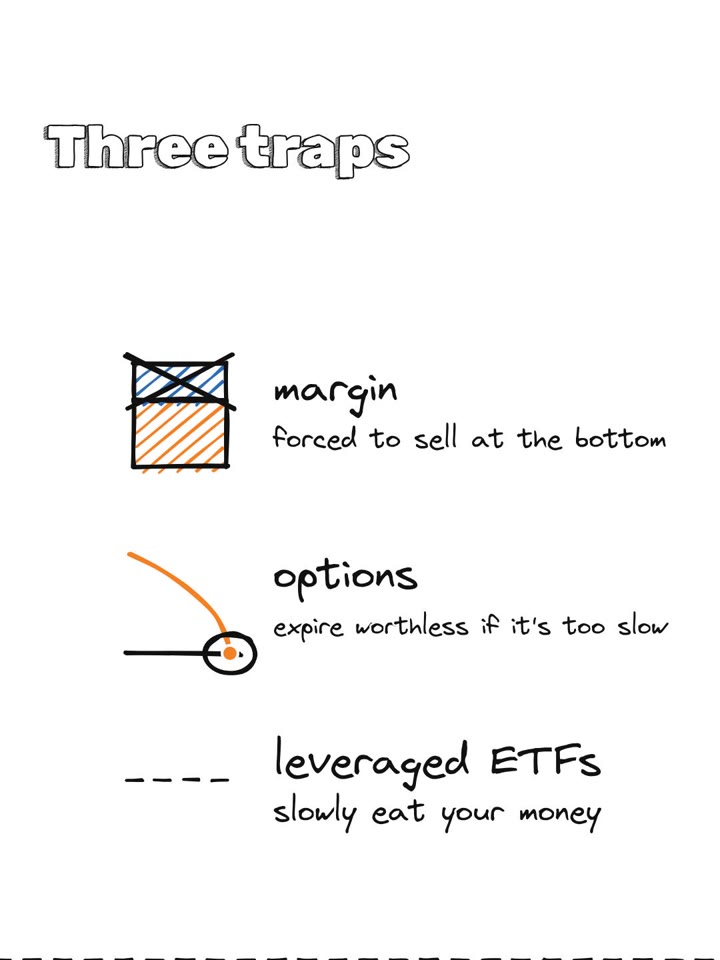 Three traps
margin
forced to sell at the bottom
options
expire worthless if it's too slow
leveraged ETFs
slowly eat your money